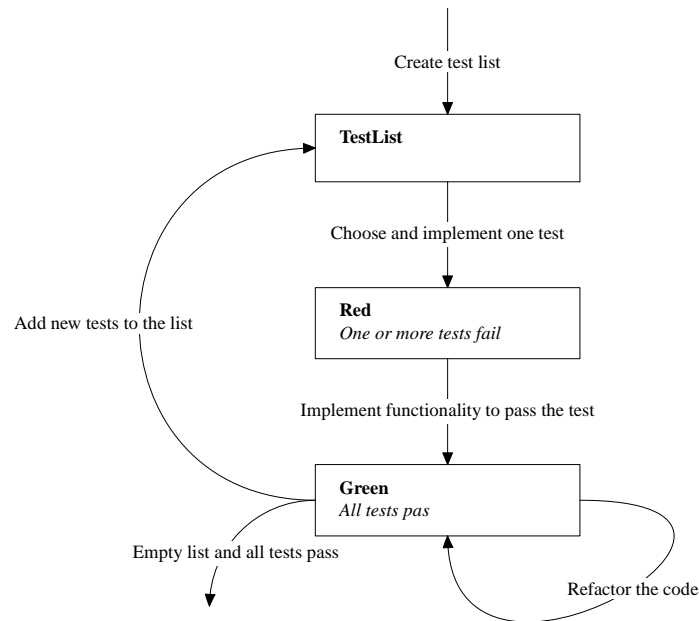 Create test list
TestList
Choose and implement one test
Red
One or more tests fail
Add new tests to the list
Implement functionality to pass the test
Green
All tests pas
Empty list and all tests pass
Refactor the code